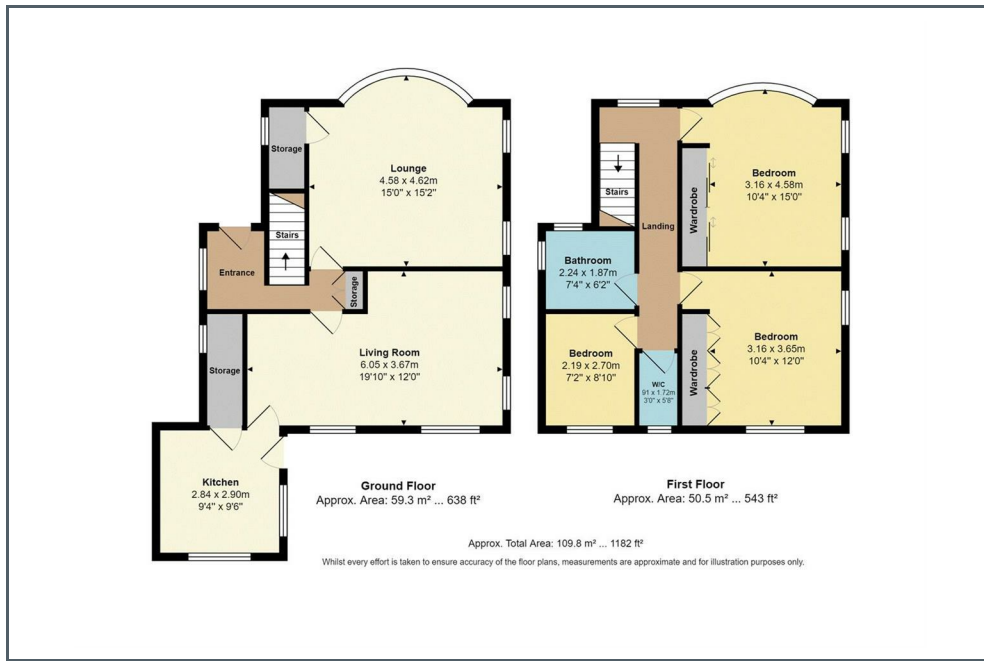 Storage
Lounge
4.58 x 4.62m
15'0" x 15'2"
Stairs
Entrance
Storage
Living Room
6.05 x 3.67m
19'10" x 12'0"
Storage
Kitchen
2.84 x 2.90m
9'4" x 9'6"
Ground Floor
Approx. Area: 59.3 m² ... 638 ft²
Bedroom
3.16 x 4.58m
10'4" x 15'0"
Wardrobe
Stairs
Landing
Bathroom
2.24 x 1.87m
7'4" x 6'2"
Bedroom
3.16 x 3.65m
10'4" x 12'0"
Wardrobe
Bedroom
2.19 x 2.70m
7'2" x 8'10"
W/C
91 x 1.72m
3'0" x 5'8"
First Floor
Approx. Area: 50.5 m² ... 543 ft²
Approx. Total Area: 109.8 m² ... 1182 ft²
Whilst every effort is taken to ensure accuracy of the floor plans, measurements are approximate and for illustration purposes only.